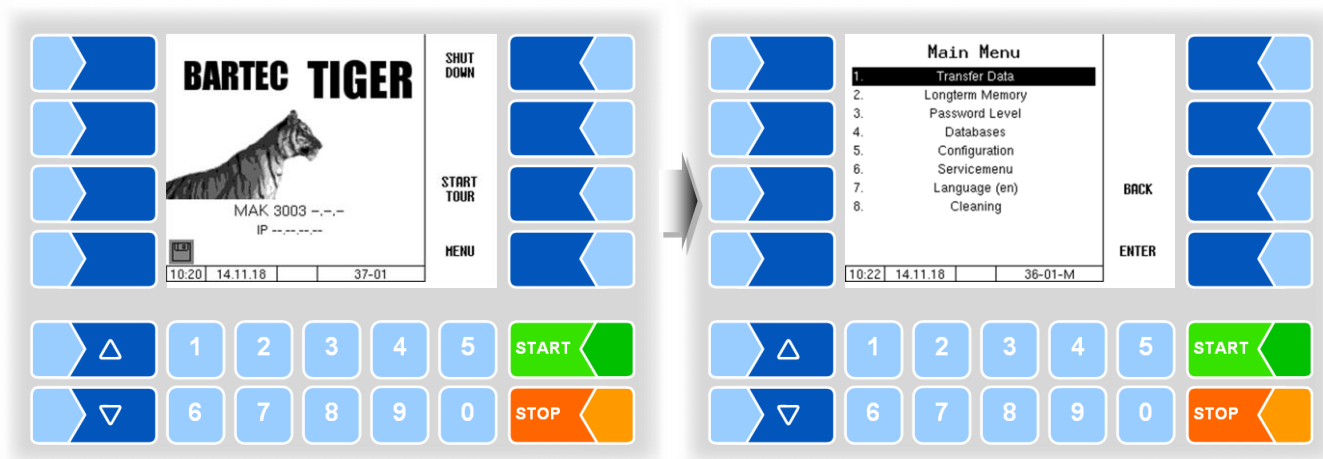 BARTEC TIGER
SHUT
DOWN
START
TOUR
MAK 3003 –.–.–
IP --.--.--.--
MENU
10:20 14.11.18 37-01
1 2 3 4 5 START
6 7 8 9 0 STOP
Main Menu
1. Transfer Data
2. Longterm Memory
3. Password Level
4. Databases
5. Configuration
6. Servicemenu
7. Language (en)
8. Cleaning
BACK
ENTER
10:22 14.11.18 36-01-M
1 2 3 4 5 START
6 7 8 9 0 STOP